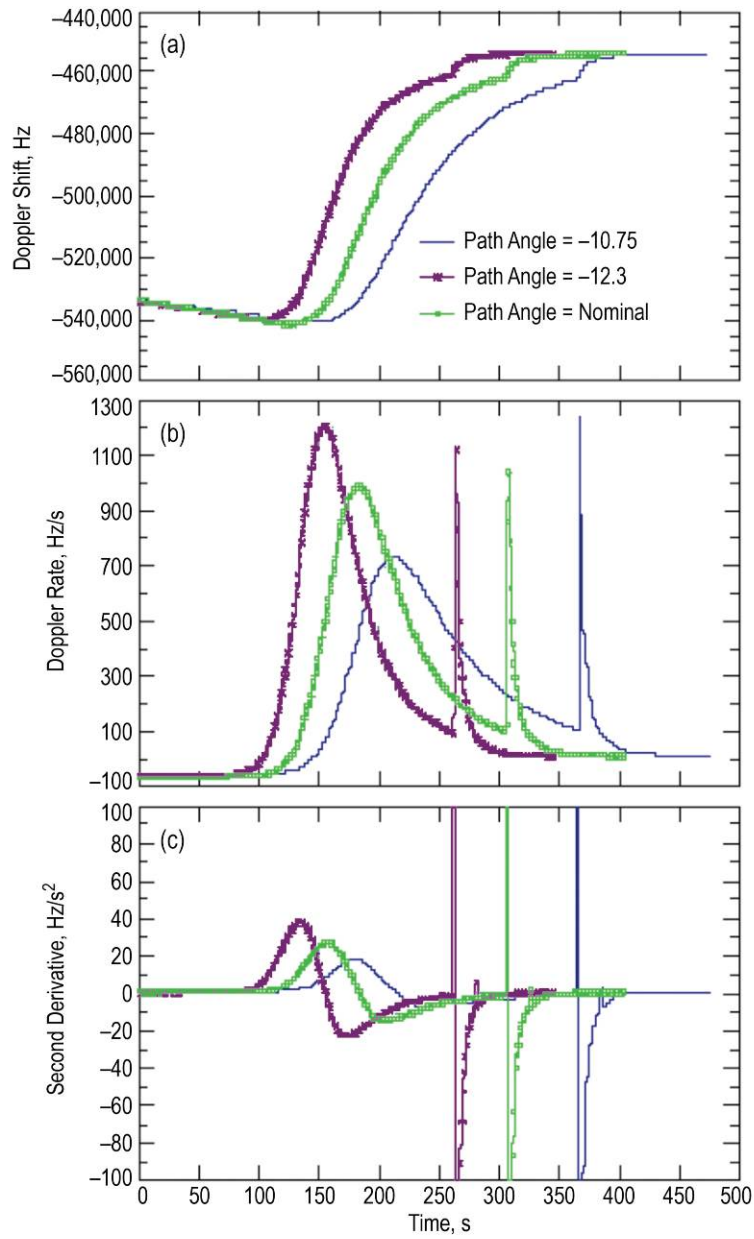 (a)
Doppler Shift, Hz
–440,000
–460,000
–480,000
–500,000
–520,000
–540,000
–560,000
Path Angle = –10.75
Path Angle = –12.3
Path Angle = Nominal
(b)
Doppler Rate, Hz/s
1300
1100
900
700
500
300
100
–100
(c)
Second Derivative, Hz/s²
100
80
60
40
20
0
–20
–40
–60
–80
–100
0 50 100 150 200 250 300 350 400 450 500
Time, s